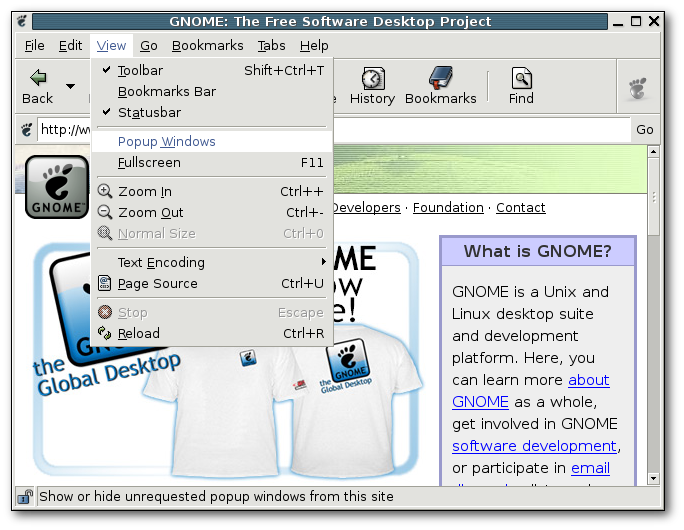 GNOME: The Free Software Desktop Project
File Edit View Go Bookmarks Tabs Help
Toolbar Shift+Ctrl+T
Bookmarks Bar
Statusbar
Popup Windows
Fullscreen F11
Zoom In Ctrl++
Zoom Out Ctrl+-
Normal Size Ctrl+0
Text Encoding
Page Source Ctrl+U
Stop Escape
Reload Ctrl+R
Back History Bookmarks Find
Go
GNOME
Developers · Foundation · Contact
the
Global Desktop
GNOME
the
Global Desktop
What is GNOME?
GNOME is a Unix and
Linux desktop suite
and development
platform. Here, you
can learn more about
GNOME as a whole,
get involved in GNOME
software development,
or participate in email
Show or hide unrequested popup windows from this site